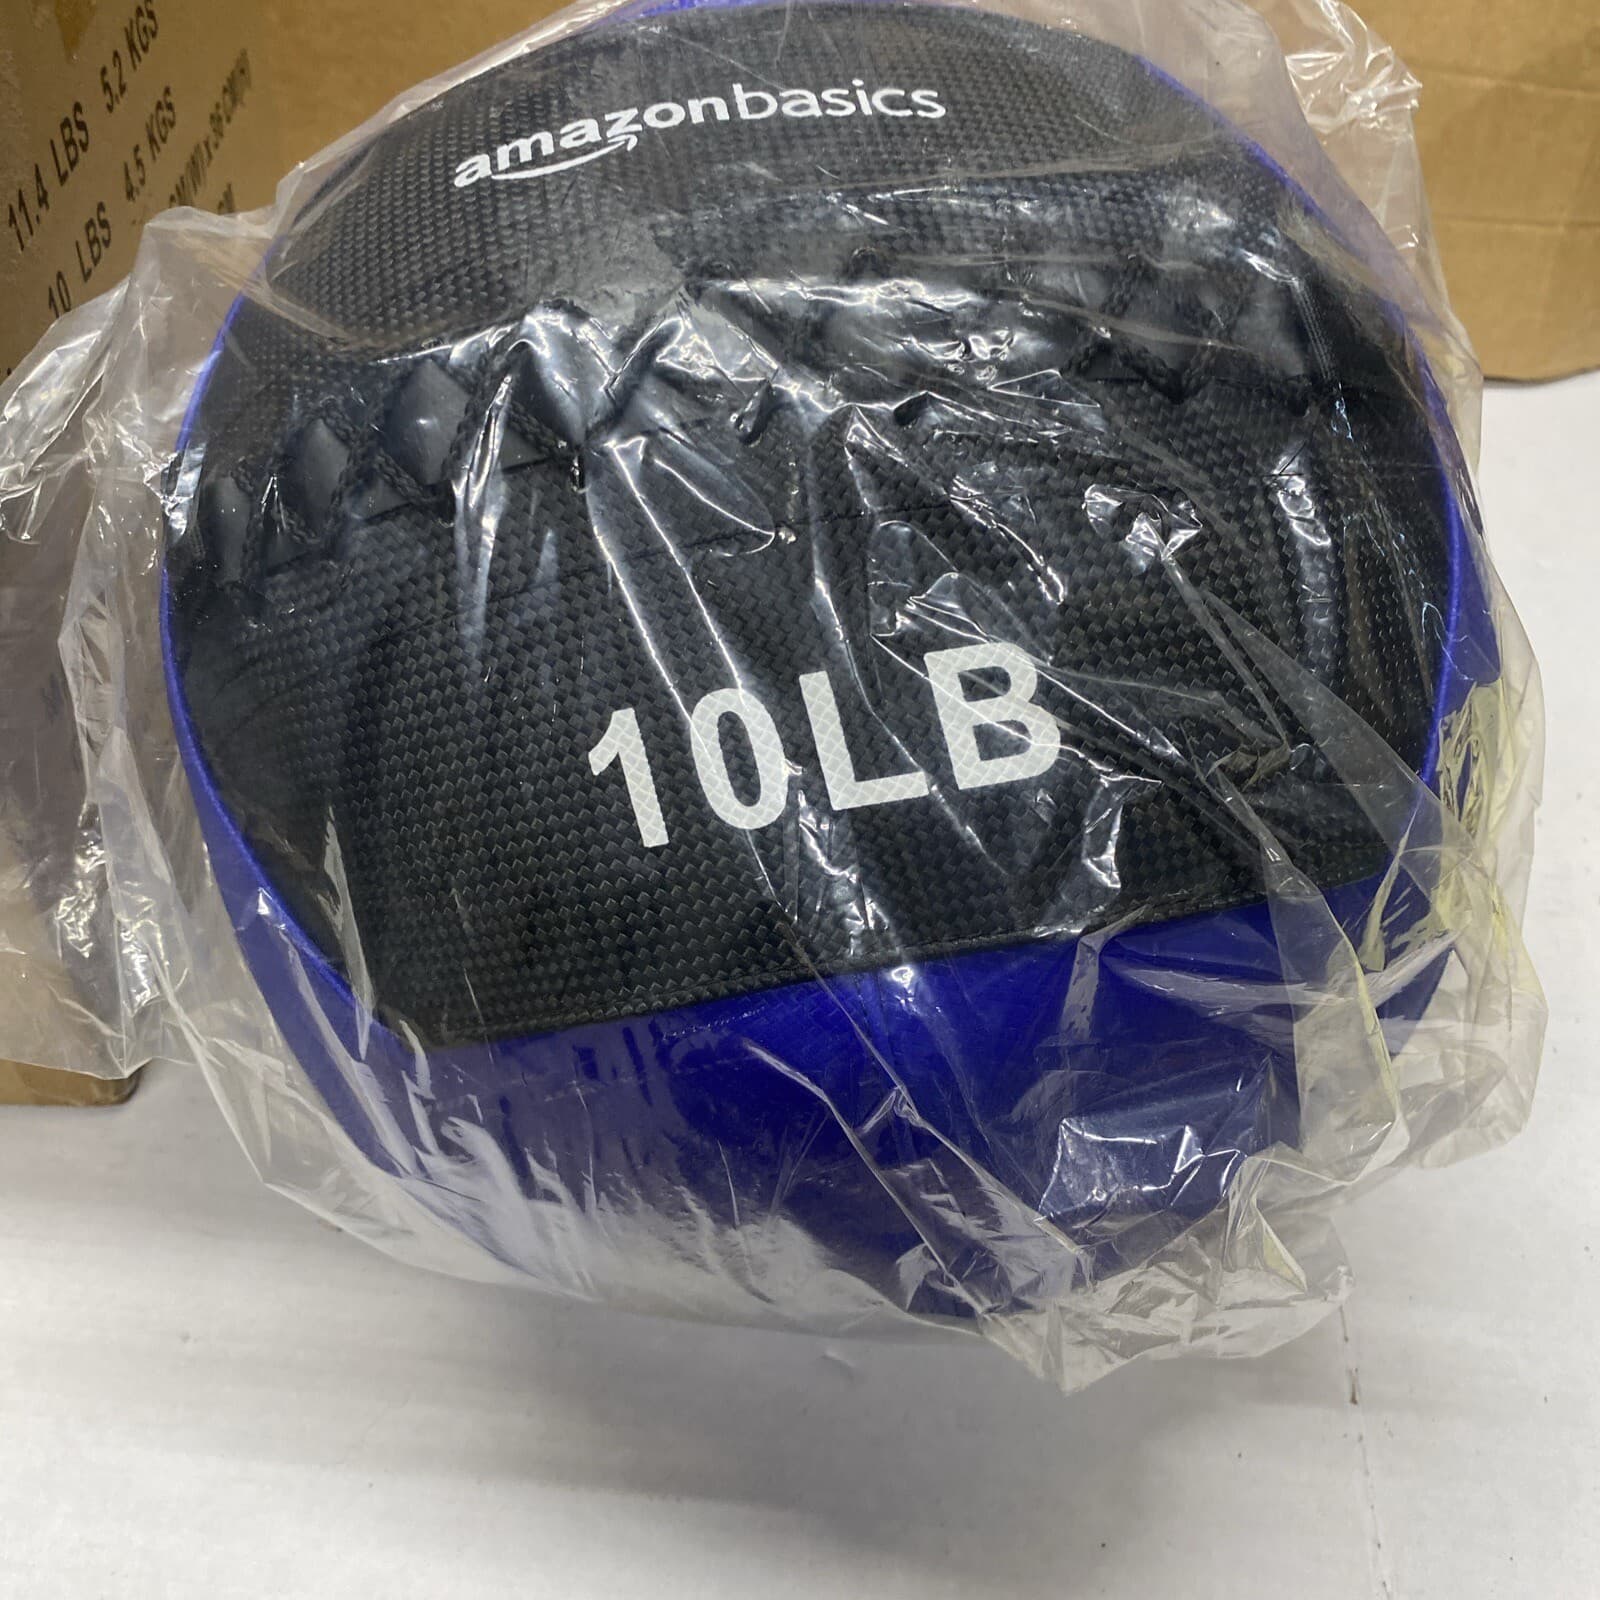 11.4 LBS 5.2 KGS
10 LBS 4.5 KGS
amazonbasics
10LB